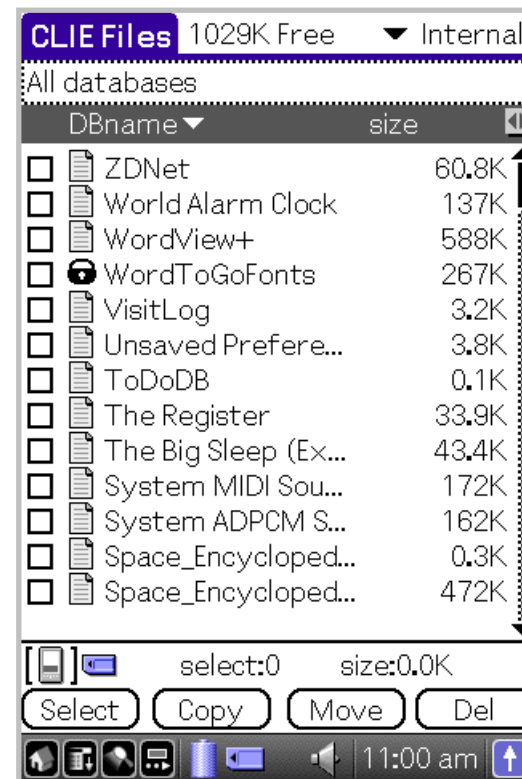 CLIE Files 1029K Free Internal
All databases
DBname size
ZDNet 60.8K
World Alarm Clock 137K
WordView+ 588K
WordToGoFonts 267K
VisitLog 3.2K
Unsaved Prefere... 3.8K
ToDoDB 0.1K
The Register 33.9K
The Big Sleep (Ex... 43.4K
System MIDI Sou... 172K
System ADPCM S... 162K
Space_Encycloped... 0.3K
Space_Encycloped... 472K
select:0 size:0.0K
Select Copy Move Del
11:00 am